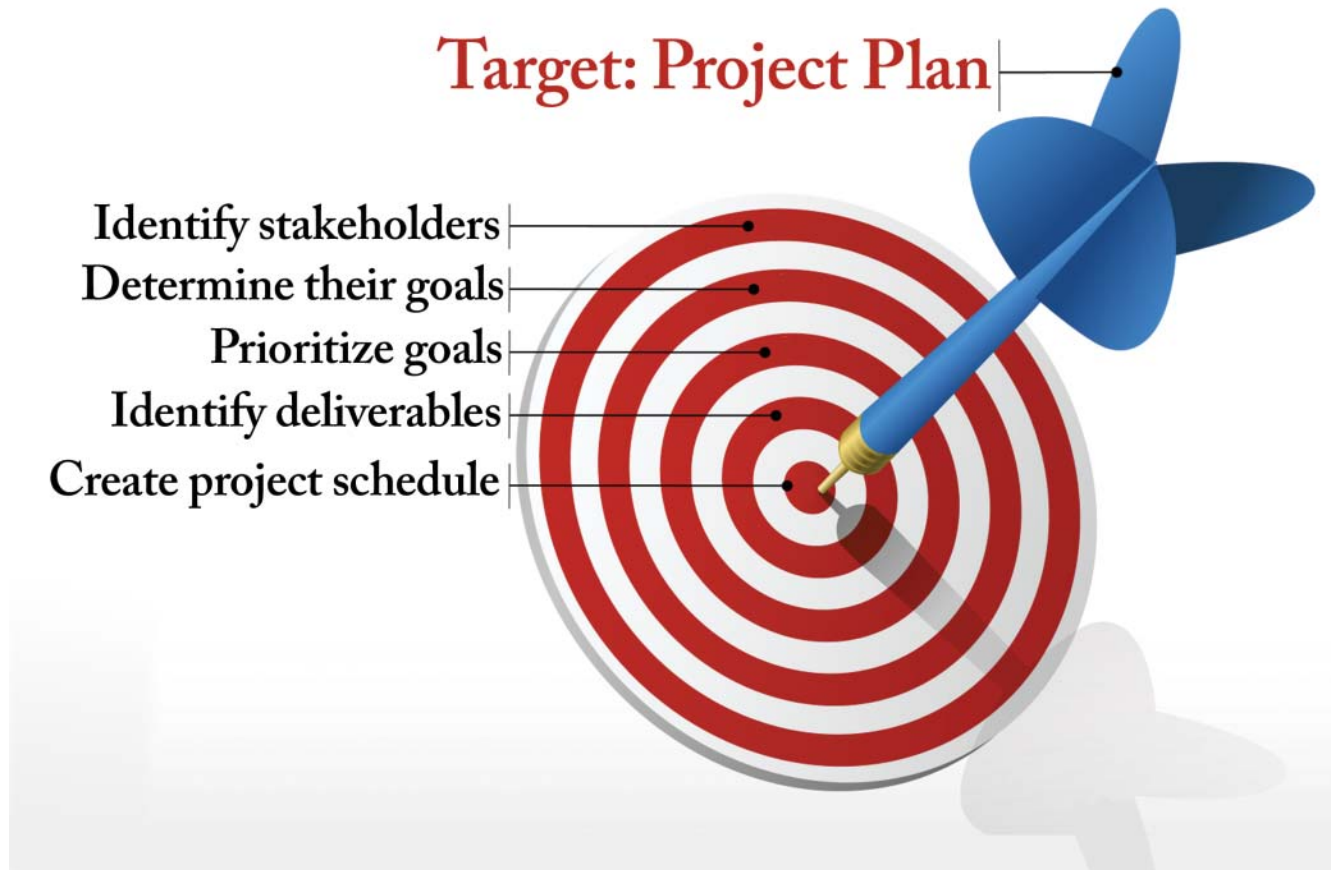 Target: Project Plan
Identify stakeholders
Determine their goals
Prioritize goals
Identify deliverables
Create project schedule